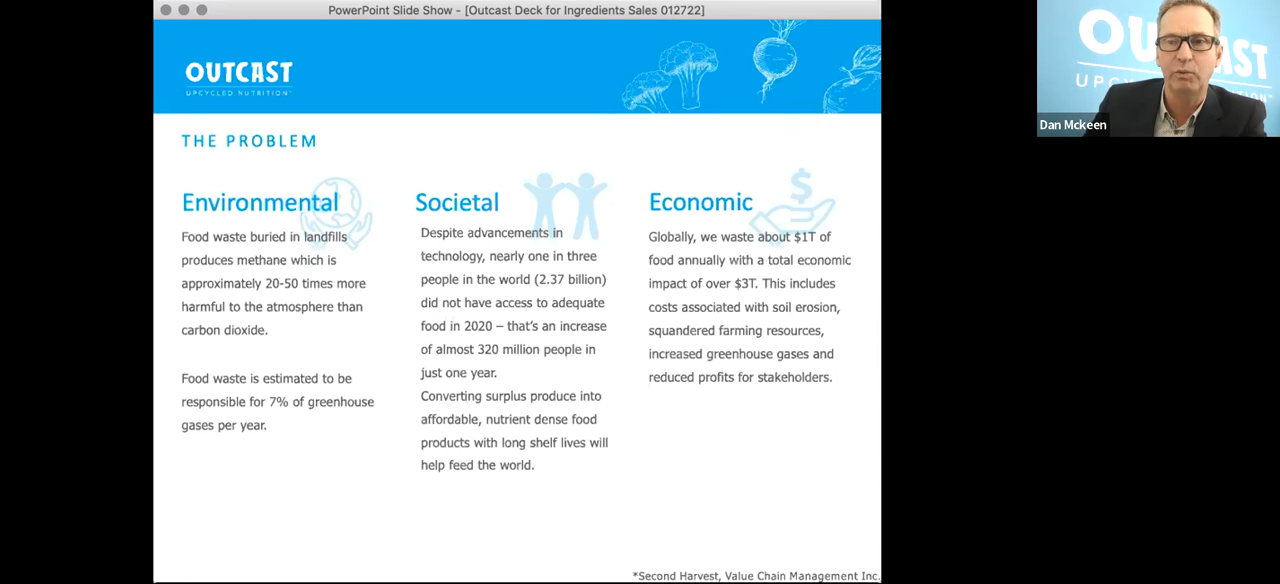 PowerPoint Slide Show - [Outcast Deck for Ingredients Sales 012722]
OUTCAST
UPCYCLED NUTRITION™
THE PROBLEM
Environmental
Food waste buried in landfills
produces methane which is
approximately 20-50 times more
harmful to the atmosphere than
carbon dioxide.
Food waste is estimated to be
responsible for 7% of greenhouse
gases per year.
Societal
Despite advancements in
technology, nearly one in three
people in the world (2.37 billion)
did not have access to adequate
food in 2020 – that's an increase
of almost 320 million people in
just one year.
Converting surplus produce into
affordable, nutrient dense food
products with long shelf lives will
help feed the world.
Economic
$
Globally, we waste about $1T of
food annually with a total economic
impact of over $3T. This includes
costs associated with soil erosion,
squandered farming resources,
increased greenhouse gases and
reduced profits for stakeholders.
*Second Harvest, Value Chain Management Inc.
Dan Mckeen